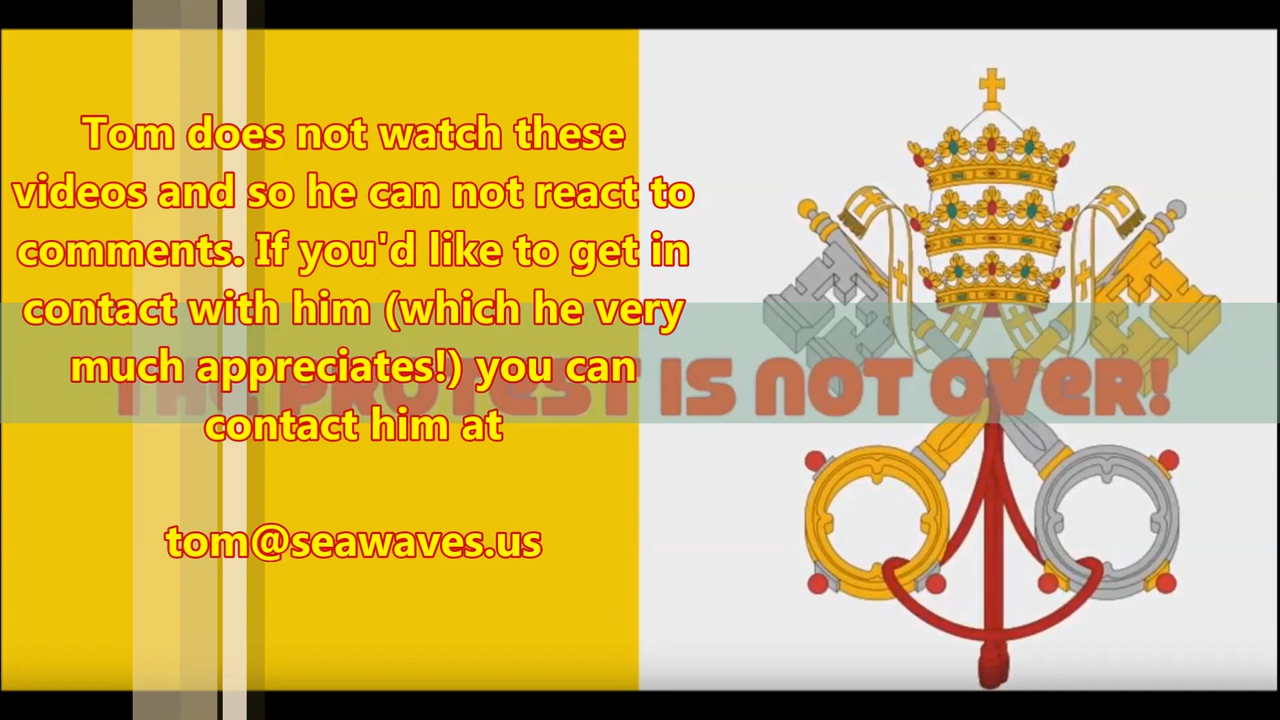 Tom does not watch these
videos and so he can not react to
comments. If you'd like to get in
contact with him (which he very
much appreciates!) you can
contact him at
tom@seawaves.us
THE PROTEST IS NOT OVER!